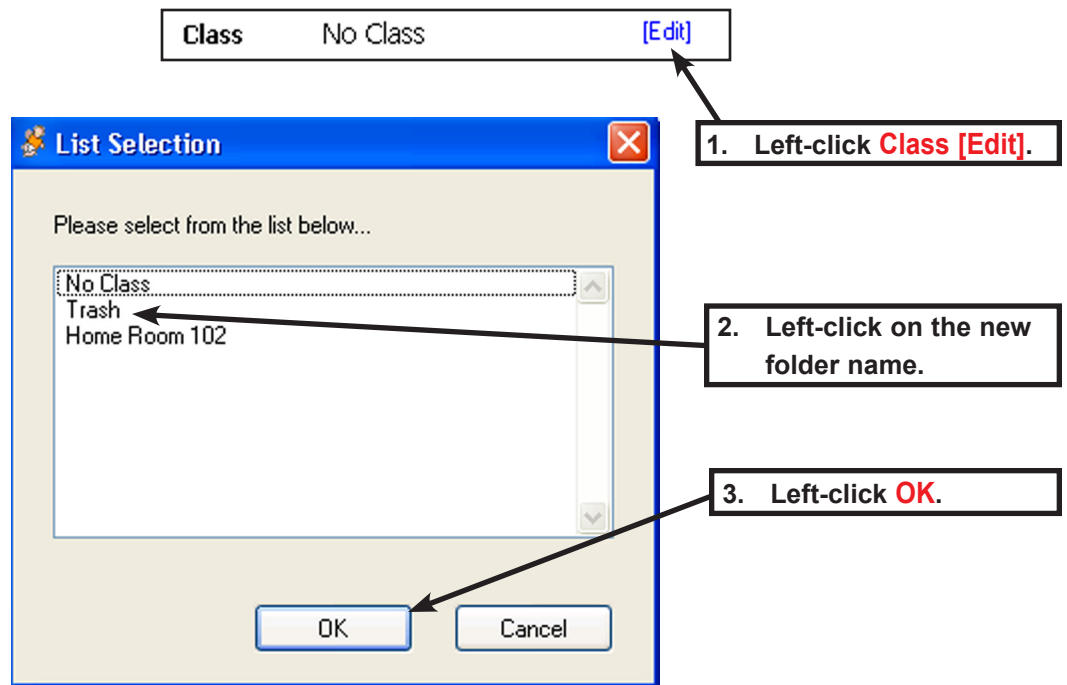 Class No Class [Edit]
1. Left-click Class [Edit].
List Selection
Please select from the list below...
No Class
Trash
Home Room 102
2. Left-click on the new
folder name.
3. Left-click OK.
OK Cancel